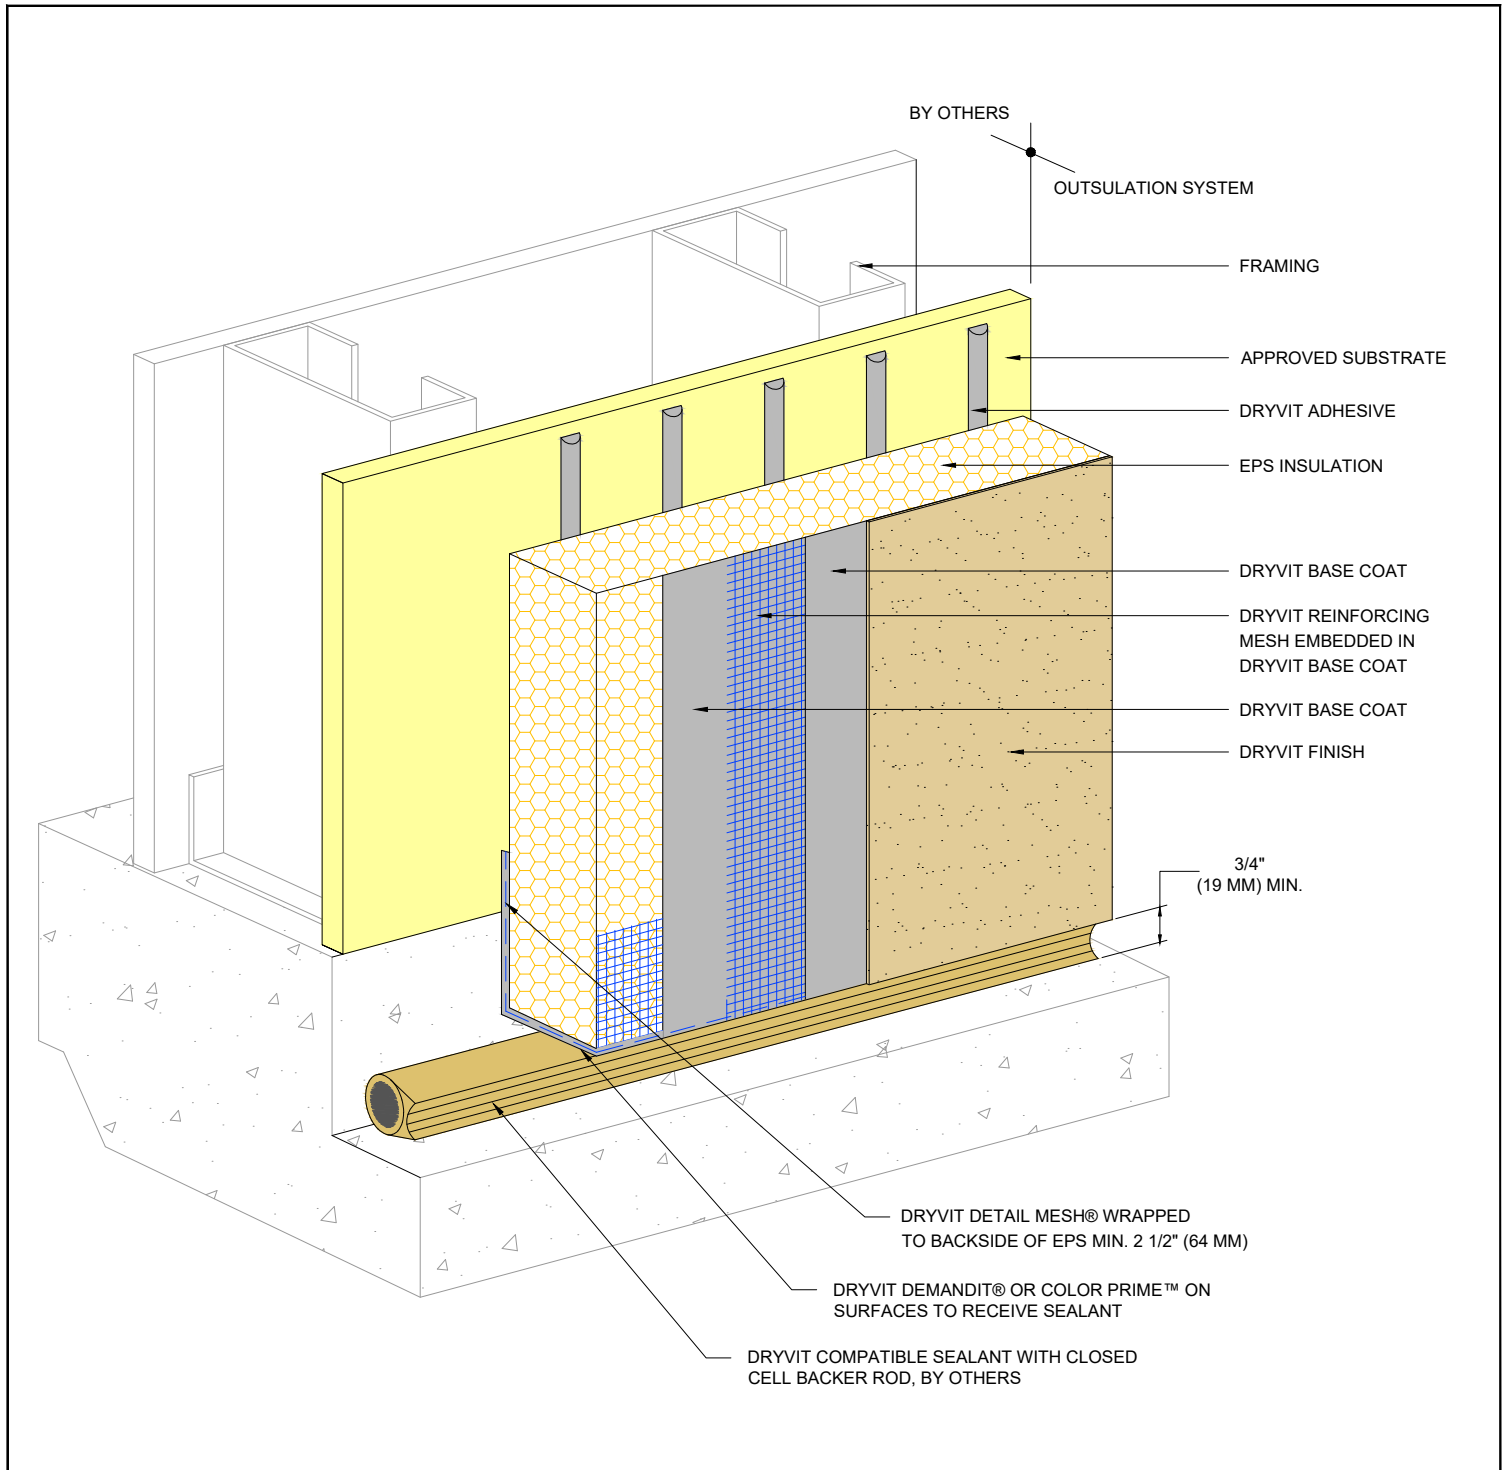 BY OTHERS
OUTSULATION SYSTEM
FRAMING
APPROVED SUBSTRATE
DRYVIT ADHESIVE
EPS INSULATION
DRYVIT BASE COAT
DRYVIT REINFORCING
MESH EMBEDDED IN
DRYVIT BASE COAT
DRYVIT BASE COAT
DRYVIT FINISH
3/4"
(19 MM) MIN.
DRYVIT DETAIL MESH® WRAPPED
TO BACKSIDE OF EPS MIN. 2 1/2" (64 MM)
DRYVIT DEMANDIT® OR COLOR PRIME™ ON
SURFACES TO RECEIVE SEALANT
DRYVIT COMPATIBLE SEALANT WITH CLOSED
CELL BACKER ROD, BY OTHERS